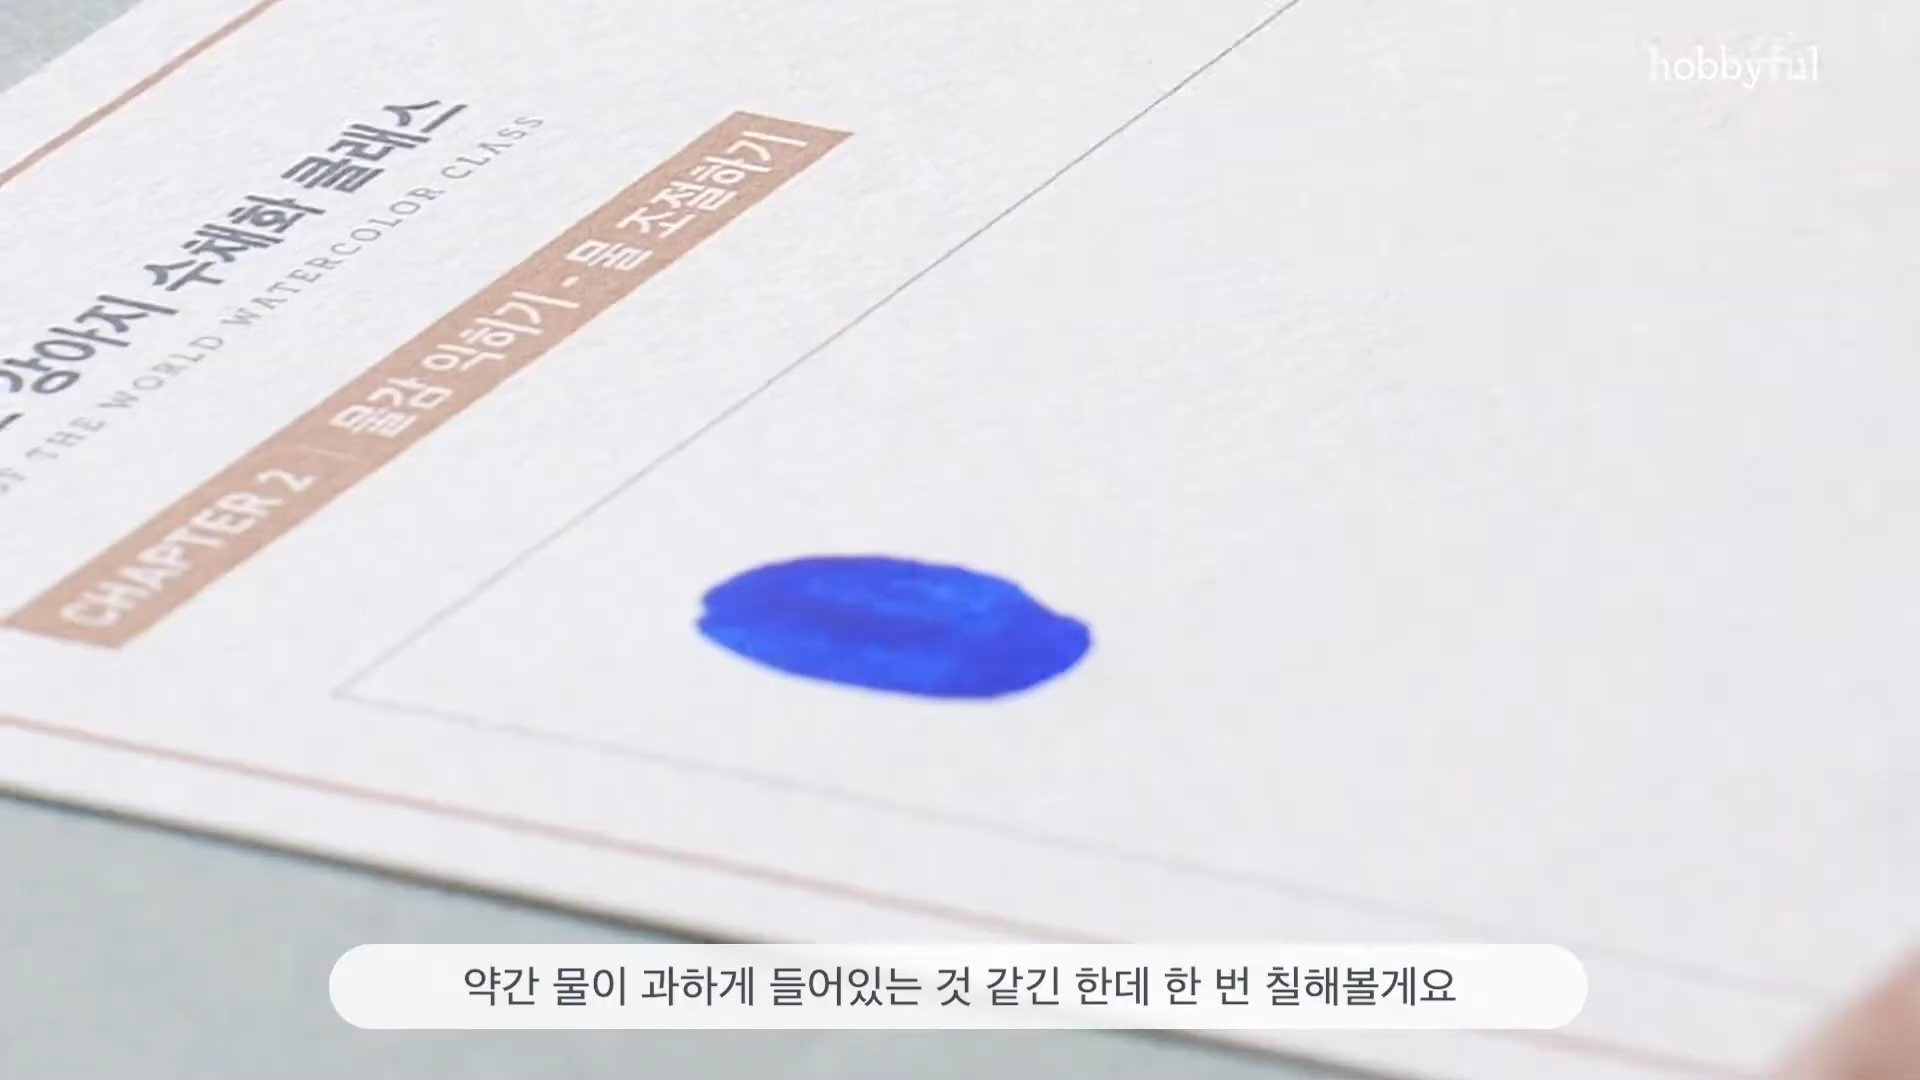 hobbyful
강아지 수채화 클래스
THE WORLD WATERCOLOR CLASS
CHAPTER 2 | 물감 익히기 - 물 조절하기
약간 물이 과하게 들어있는 것 같긴 한데 한 번 칠해볼게요